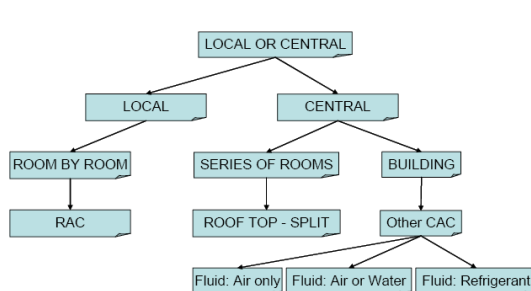 LOCAL OR CENTRAL
LOCAL
CENTRAL
ROOM BY ROOM
SERIES OF ROOMS
BUILDING
RAC
ROOF TOP - SPLIT
Other CAC
Fluid: Air only
Fluid: Air or Water
Fluid: Refrigerant